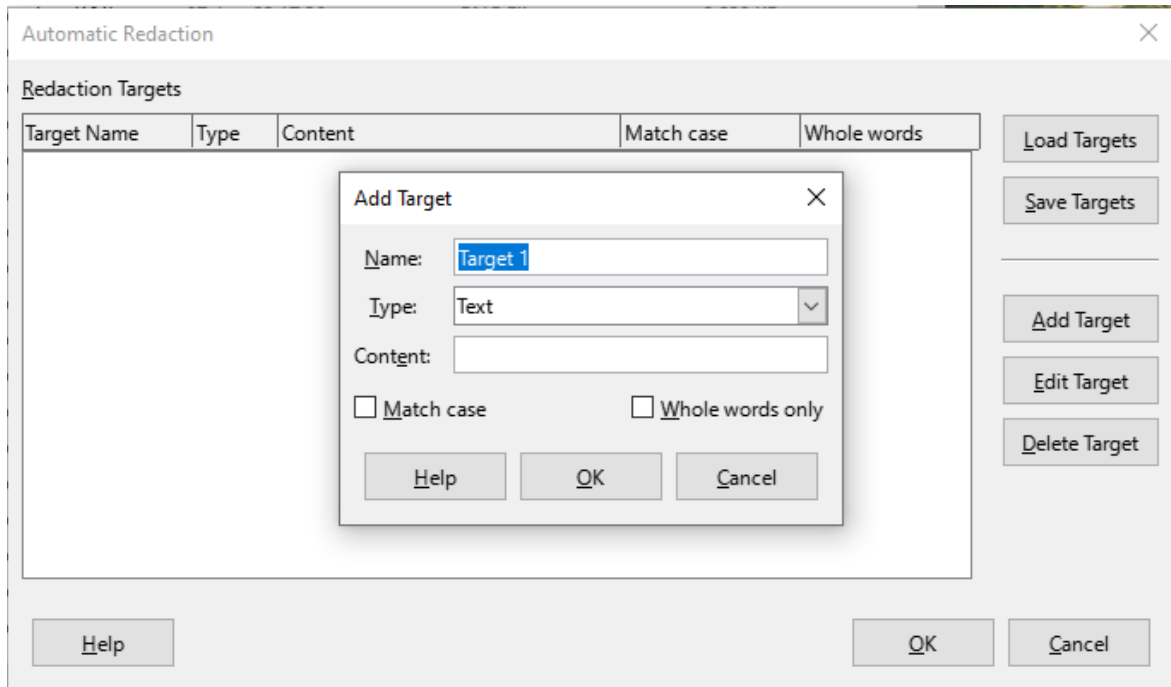 Automatic Redaction
Redaction Targets
Target Name Type Content Match case Whole words
Load Targets
Save Targets
Add Target
Edit Target
Delete Target
Add Target
Name: Target 1
Type: Text
Content:
Match case Whole words only
Help OK Cancel
Help OK Cancel